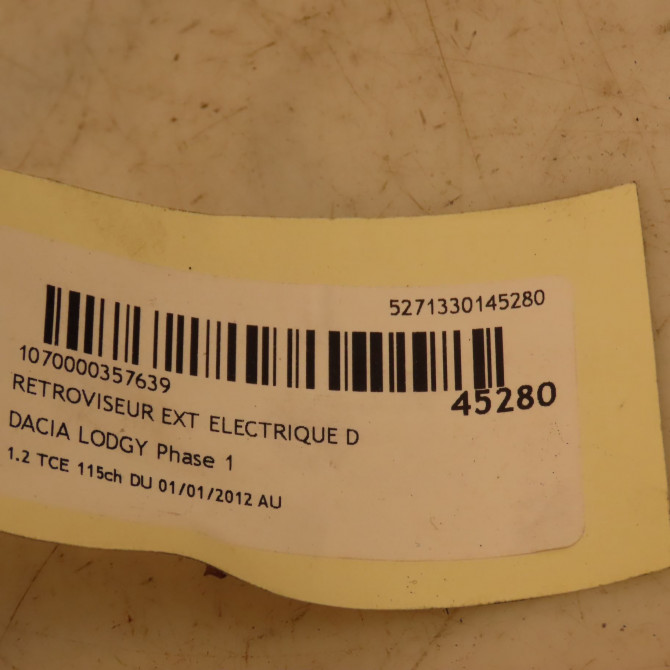 5271330145280
1070000357639
45280
RETROVISEUR EXT ELECTRIQUE D
DACIA LODGY Phase 1
1.2 TCE 115ch DU 01/01/2012 AU